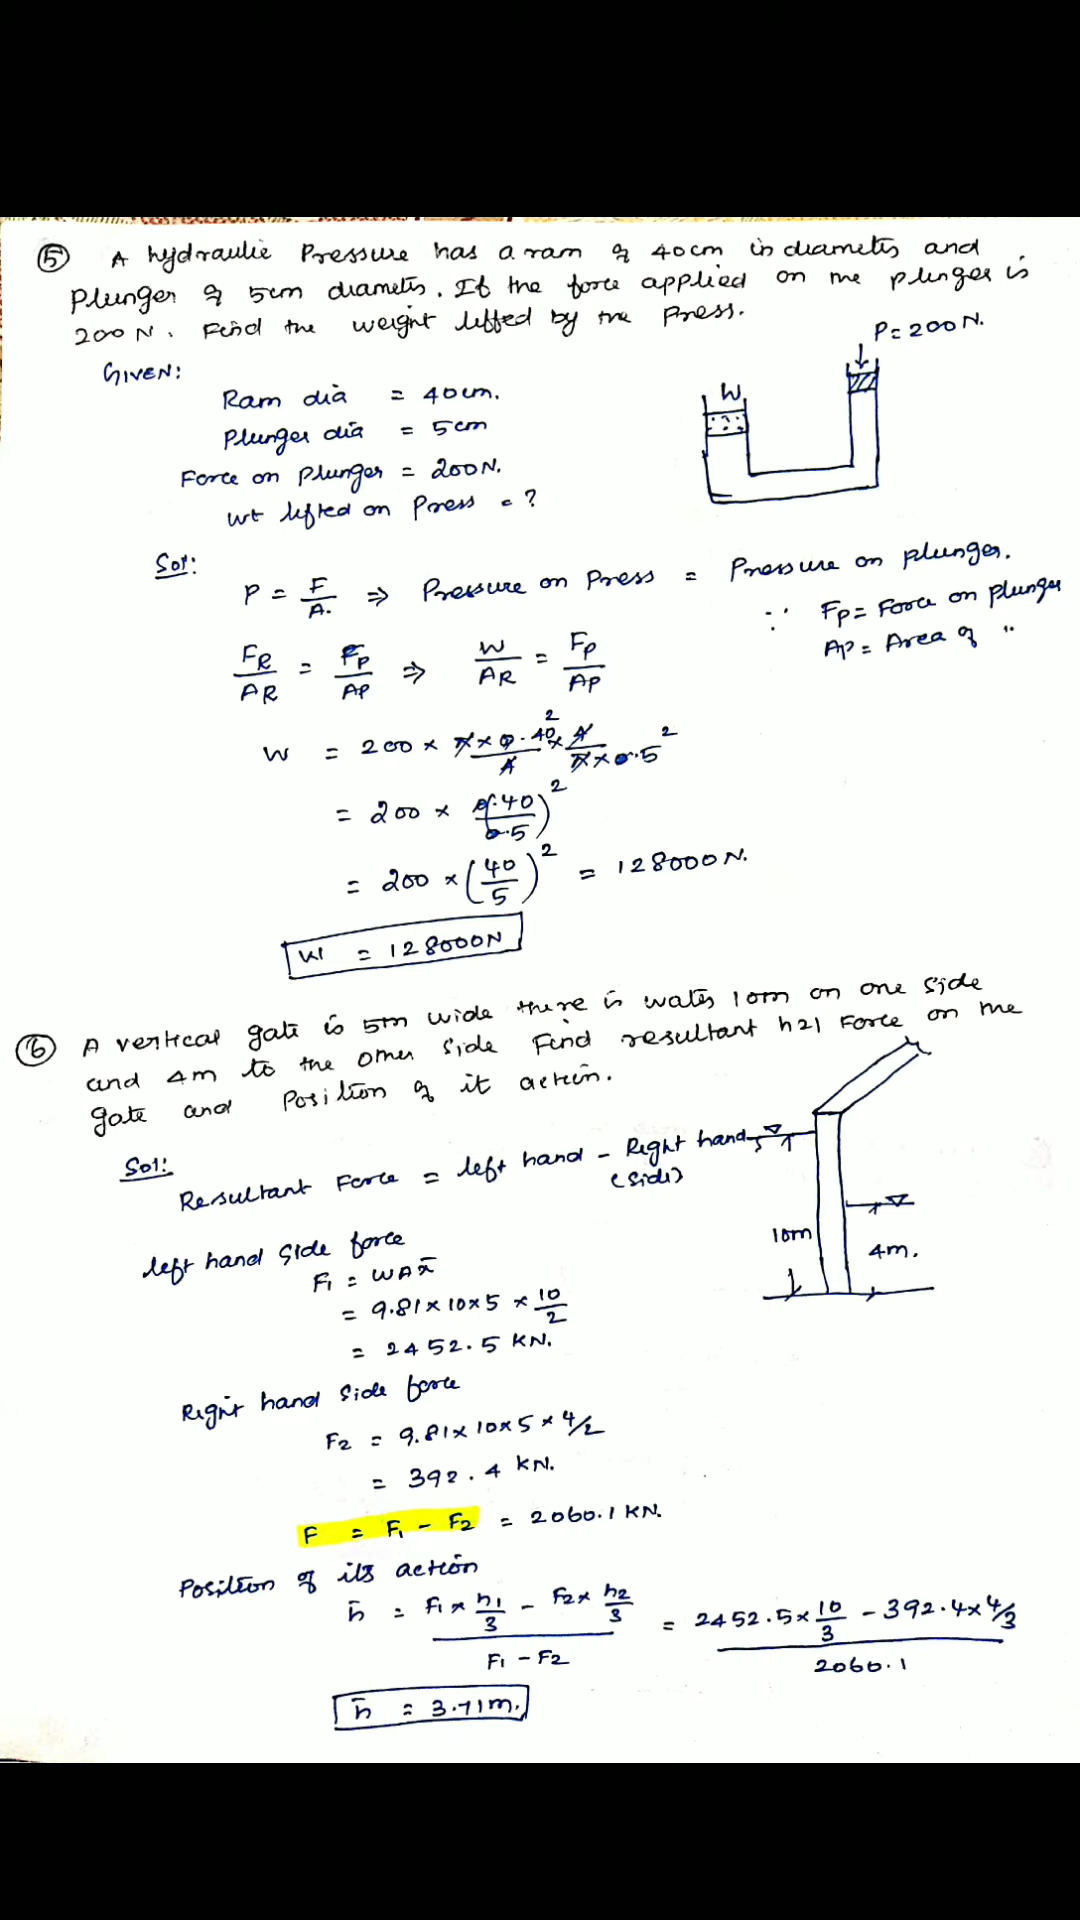 ⑤ A hydraulic Pressure has a ram of 40cm in diameter and
Plunger of 5cm diameter. If the force applied on the plunger is
200 N. Find the weight lifted by the Press.
P = 200 N.
GIVEN:
W
Ram dia = 40cm.
Plunger dia = 5cm
Force on Plunger = 200N.
Wt lifted on Press = ?
Sol:
P = F/A. ⇒ Pressure on Press = Pressure on plunger.
∵ Fp = Force on plunger
Ap = Area of "
FR/AR = Fp/Ap ⇒ W/AR = Fp/Ap
W = 200 × π × 0.40²/4 × 4/π × 0.5²
= 200 × (0.40/0.5)²
= 200 × (40/5)² = 128000 N.
W = 128000N
⑥ A vertical gate is 5m wide there is water 10m on one side
and 4m to the other side Find resultant hzl Force on the
gate and Position of it action.
Sol:
Resultant Force = left hand - Right hand
(side)
10m
4m.
left hand side force
F₁ = WAx̄
= 9.81 × 10 × 5 × 10/2
= 2452.5 KN.
Right hand side force
F₂ = 9.81 × 10 × 5 × 4/2
= 392.4 KN.
F = F₁ - F₂ = 2060.1 KN.
Position of its action
h̄ = F₁ × h₁/3 - F₂ × h₂/3 / F₁ - F₂ = 2452.5 × 10/3 - 392.4 × 4/3 / 2060.1
h̄ = 3.71m.